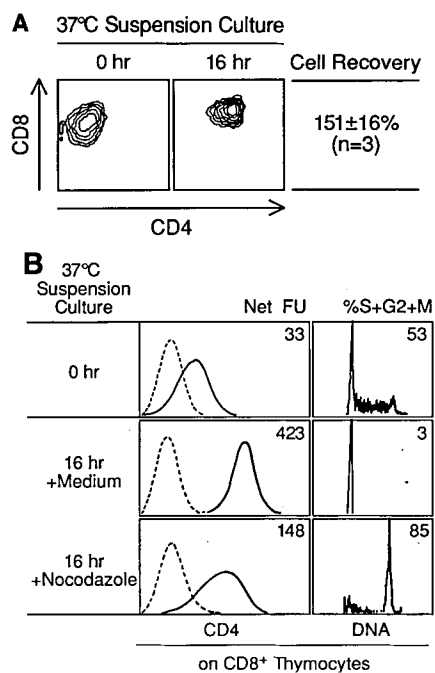 A
37°C Suspension Culture
0 hr
16 hr
Cell Recovery
CD8
151±16%
(n=3)
CD4
B
37°C
Suspension
Culture
Net FU
%S+G2+M
0 hr
33
53
16 hr
+Medium
423
3
16 hr
+Nocodazole
148
85
CD4
DNA
on CD8+ Thymocytes